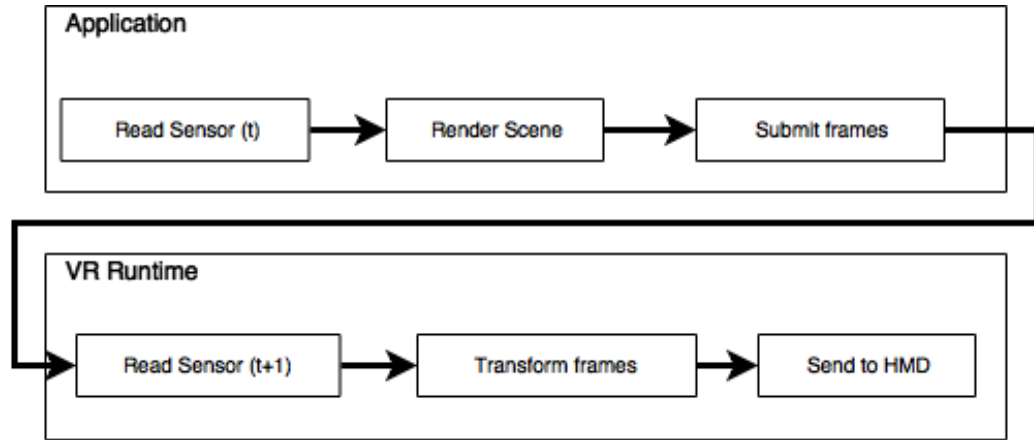 Application
Read Sensor (t)
Render Scene
Submit frames
VR Runtime
Read Sensor (t+1)
Transform frames
Send to HMD